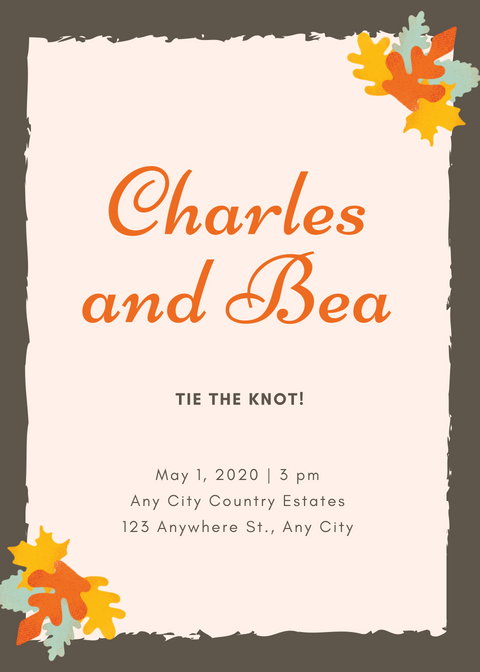 Charles
and Bea
TIE THE KNOT!
May 1, 2020 | 3 pm
Any City Country Estates
123 Anywhere St., Any City